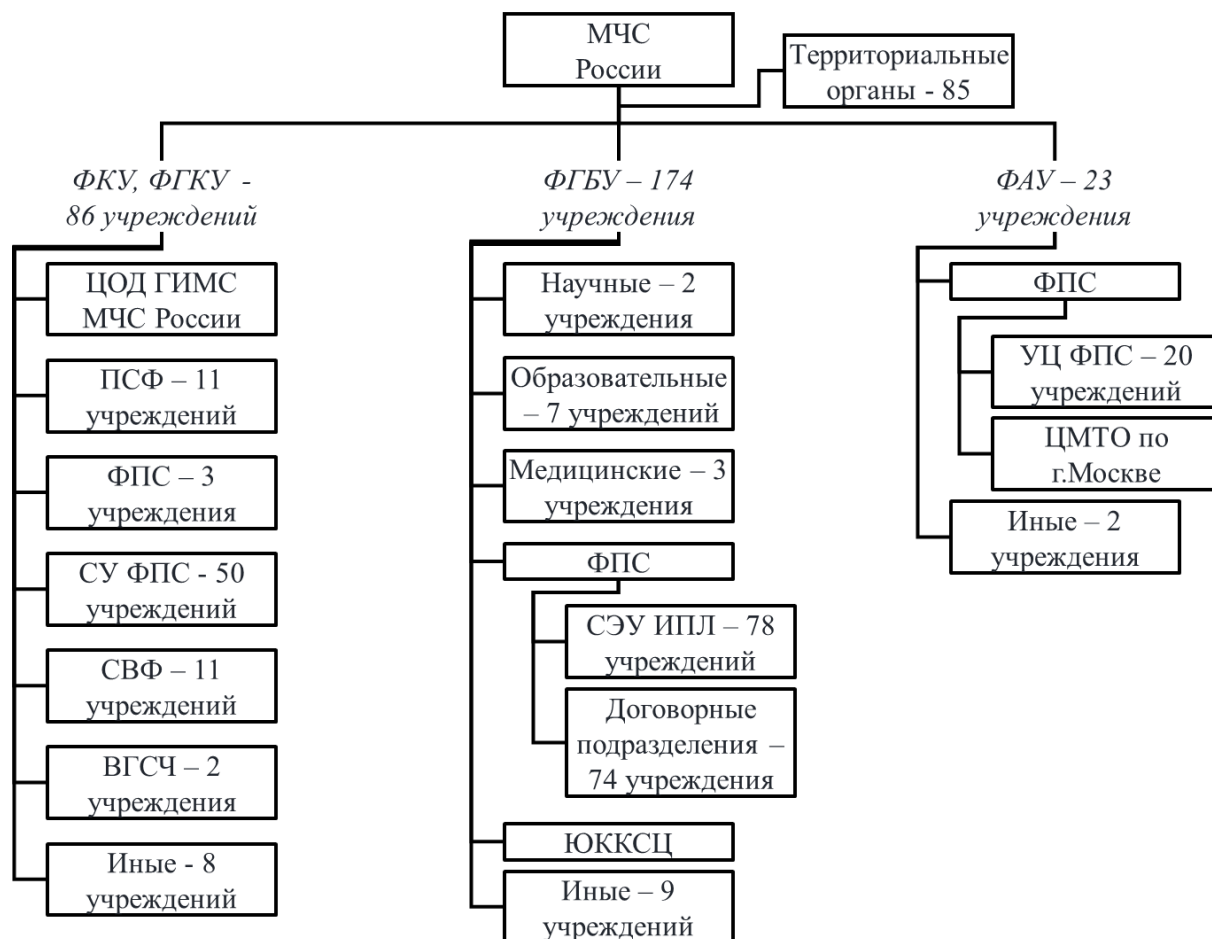 МЧС
России
Территориальные
органы - 85
ФКУ, ФГКУ -
86 учреждений
ЦОД ГИМС
МЧС России
ПСФ – 11
учреждений
ФПС – 3
учреждения
СУ ФПС - 50
учреждений
СВФ – 11
учреждений
ВГСЧ – 2
учреждения
Иные - 8
учреждений
ФГБУ – 174
учреждения
Научные – 2
учреждения
Образовательные
– 7 учреждений
Медицинские – 3
учреждения
ФПС
СЭУ ИПЛ – 78
учреждений
Договорные
подразделения –
74 учреждения
ЮККСЦ
Иные – 9
учреждений
ФАУ – 23
учреждения
ФПС
УЦ ФПС – 20
учреждений
ЦМТО по
г.Москве
Иные – 2
учреждения